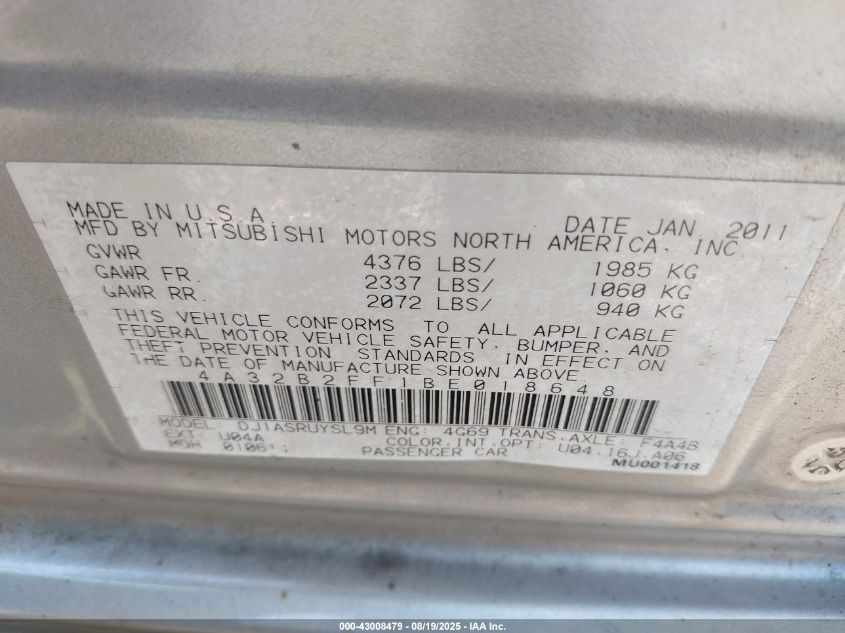 MADE IN U.S.A DATE JAN. 2011
MFD BY MITSUBISHI MOTORS NORTH AMERICA. INC.
GVWR 4376 LBS/ 1985 KG
GAWR FR. 2337 LBS/ 1060 KG
GAWR RR. 2072 LBS/ 940 KG
THIS VEHICLE CONFORMS TO ALL APPLICABLE
FEDERAL MOTOR VEHICLE SAFETY. BUMPER. AND
THEFT PREVENTION STANDARDS IN EFFECT ON
THE DATE OF MANUFACTURE SHOWN ABOVE
4A32B2FF1BE018648
MODEL: DJ1ASRUYSL9M ENG: 4G69 TRANS.AXLE: F4A4B
EXT: U04A COLOR.INT.OPT: U04.16J.A06
MDH 0106 PASSENGER CAR MU001418
000-43008479 - 08/19/2025 - IAA Inc.